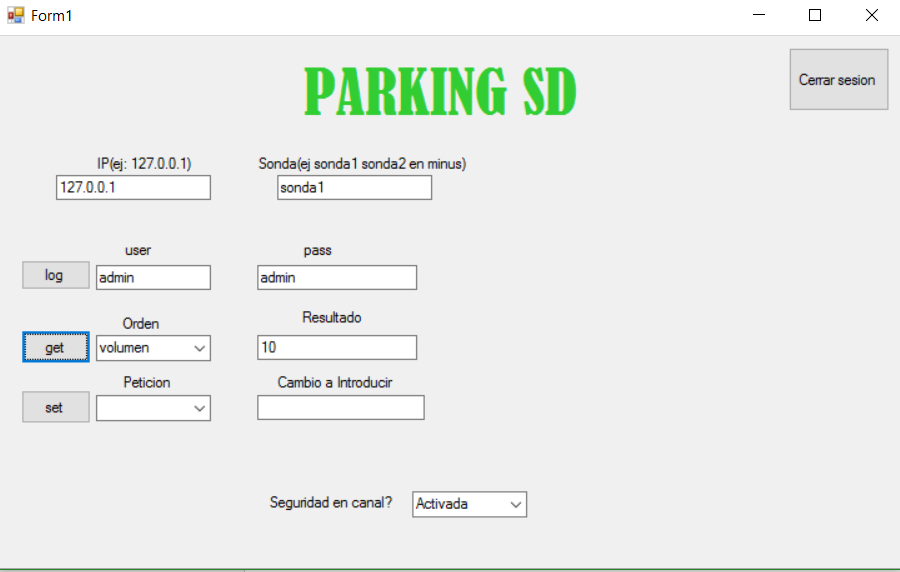 Form1
PARKING SD
Cerrar sesion
IP(ej: 127.0.0.1)
Sonda(ej sonda1 sonda2 en minus)
127.0.0.1
sonda1
user
pass
log
admin
admin
Orden
Resultado
get
volumen
10
Peticion
Cambio a Introducir
set
Seguridad en canal?
Activada